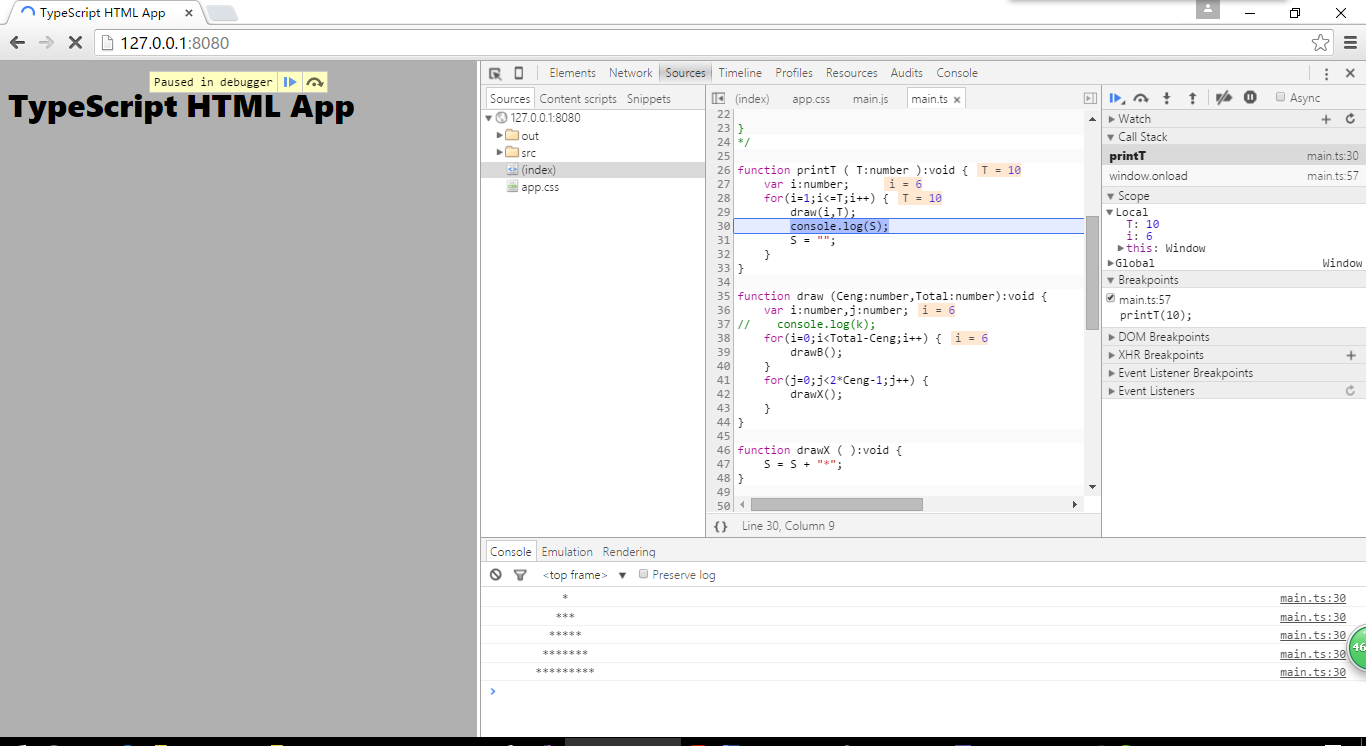 TypeScript HTML App
127.0.0.1:8080
Paused in debugger
TypeScript HTML App
Elements Network Sources Timeline Profiles Resources Audits Console
Sources Content scripts Snippets
127.0.0.1:8080
out
src
(index)
app.css
(index) app.css main.js main.ts
22
23 }
24 */
25
26 function printT ( T:number ):void { T = 10
27 var i:number; i = 6
28 for(i=1;i<=T;i++) { T = 10
29 draw(i,T);
30 console.log(S);
31 S = "";
32 }
33 }
34
35 function draw (Ceng:number,Total:number):void {
36 var i:number,j:number; i = 6
37 // console.log(k);
38 for(i=0;i<Total-Ceng;i++) { i = 6
39 drawB();
40 }
41 for(j=0;j<2*Ceng-1;j++) {
42 drawX();
43 }
44 }
45
46 function drawX ( ):void {
47 S = S + "*";
48 }
49
50
{} Line 30, Column 9
Async
Watch
Call Stack
printT main.ts:30
window.onload main.ts:57
Scope
Local
T: 10
i: 6
this: Window
Global Window
Breakpoints
main.ts:57
printT(10);
DOM Breakpoints
XHR Breakpoints
Event Listener Breakpoints
Event Listeners
Console Emulation Rendering
<top frame> Preserve log
* main.ts:30
*** main.ts:30
***** main.ts:30
******* main.ts:30
********* main.ts:30
46